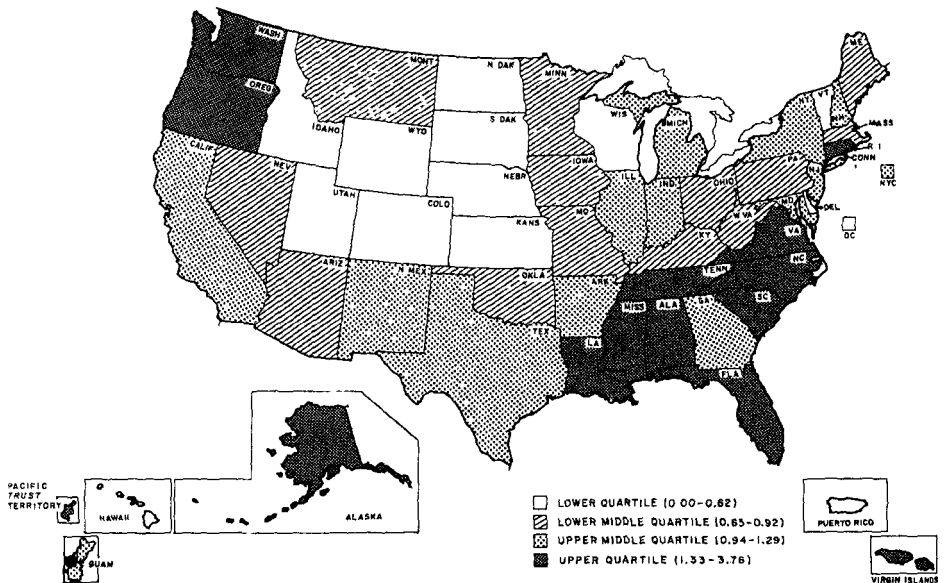 WASH
MONT
N DAK
MINN
ME
OREG
IDAHO
WYO
S DAK
WIS
MICH
NY
VT
NH
MASS
R I
CONN
NYC
CALIF
NEV
UTAH
COLO
NEBR
KANS
IOWA
ILL
IND
OHIO
PA
NJ
MD
DEL
DC
MO
W VA
VA
KY
ARIZ
N MEX
OKLA
ARK
TENN
NC
SC
MISS
ALA
GA
TEX
LA
FLA
PACIFIC
TRUST
TERRITORY
HAWAII
ALASKA
GUAM
LOWER QUARTILE (0.00-0.62)
LOWER MIDDLE QUARTILE (0.63-0.92)
UPPER MIDDLE QUARTILE (0.94-1.29)
UPPER QUARTILE (1.33-3.76)
PUERTO RICO
VIRGIN ISLANDS